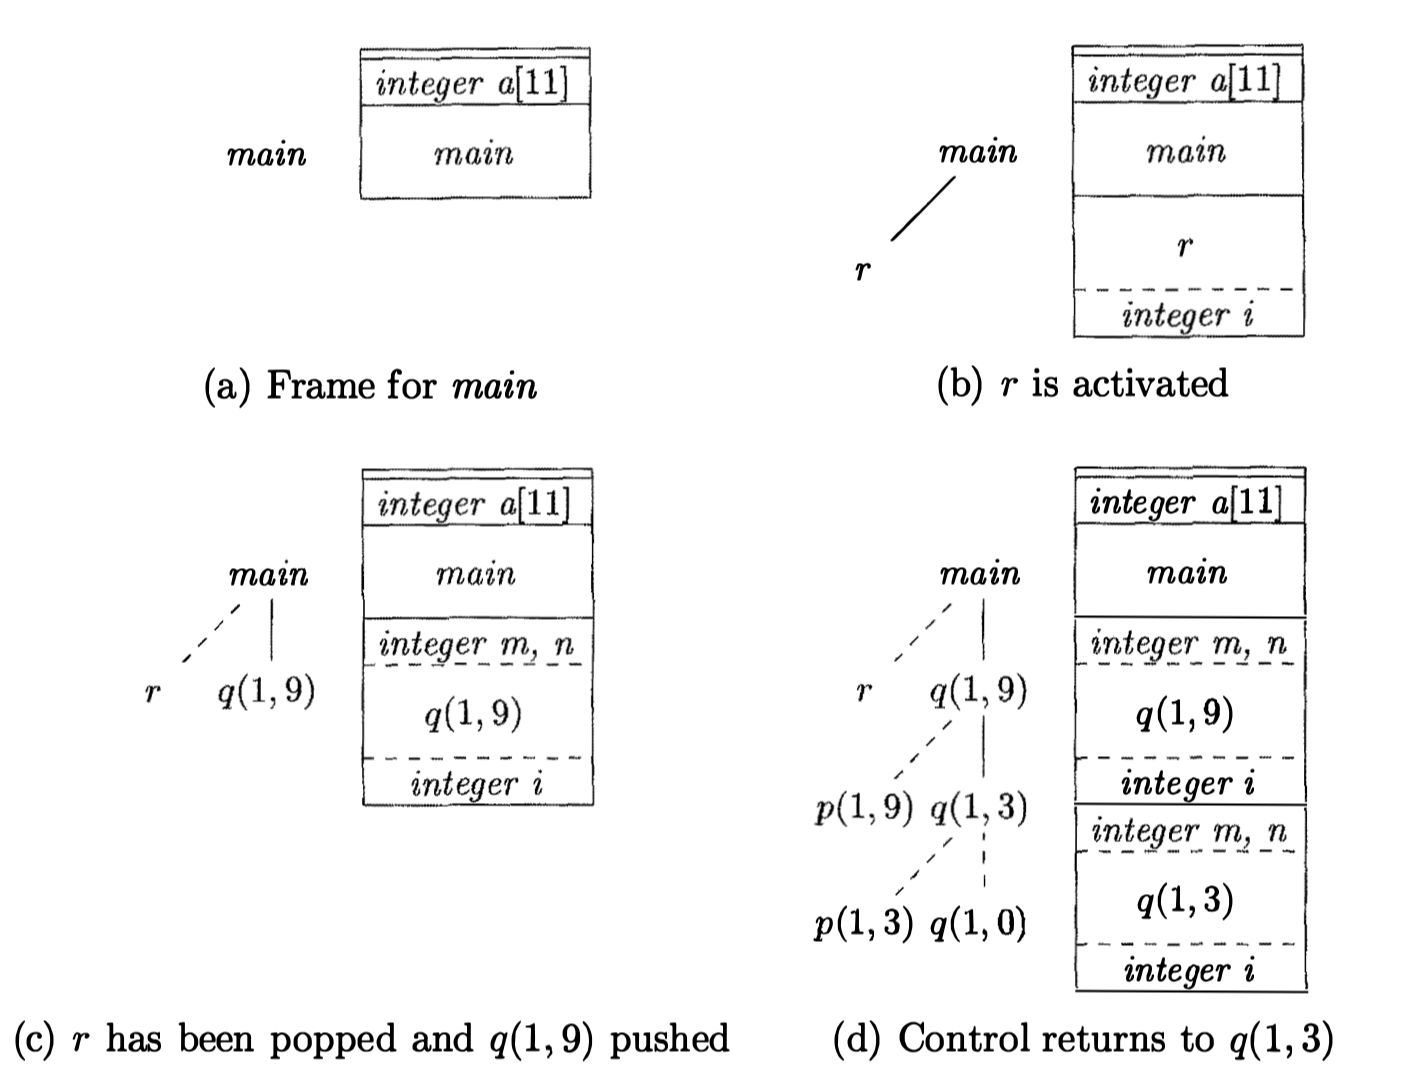 integer a[11]
main
main
(a) Frame for main
integer a[11]
main
main
r
r
integer i
(b) r is activated
integer a[11]
main
main
integer m, n
r q(1, 9)
q(1, 9)
integer i
(c) r has been popped and q(1, 9) pushed
integer a[11]
main
main
integer m, n
r q(1, 9)
q(1, 9)
integer i
p(1, 9) q(1, 3)
integer m, n
q(1, 3)
p(1, 3) q(1, 0)
integer i
(d) Control returns to q(1, 3)